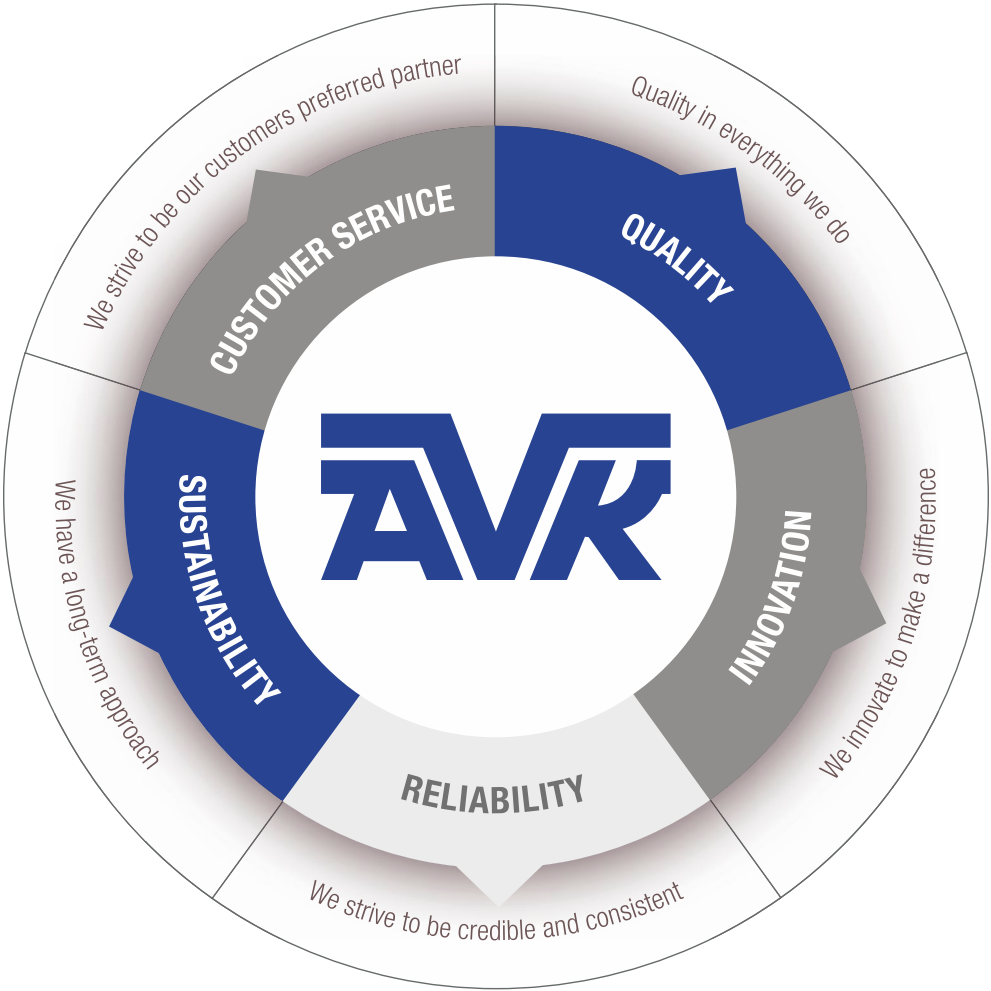 We strive to be our customers preferred partner
CUSTOMER SERVICE
Quality in everything we do
QUALITY
We innovate to make a difference
INNOVATION
We strive to be credible and consistent
RELIABILITY
We have a long-term approach
SUSTAINABILITY
AVK